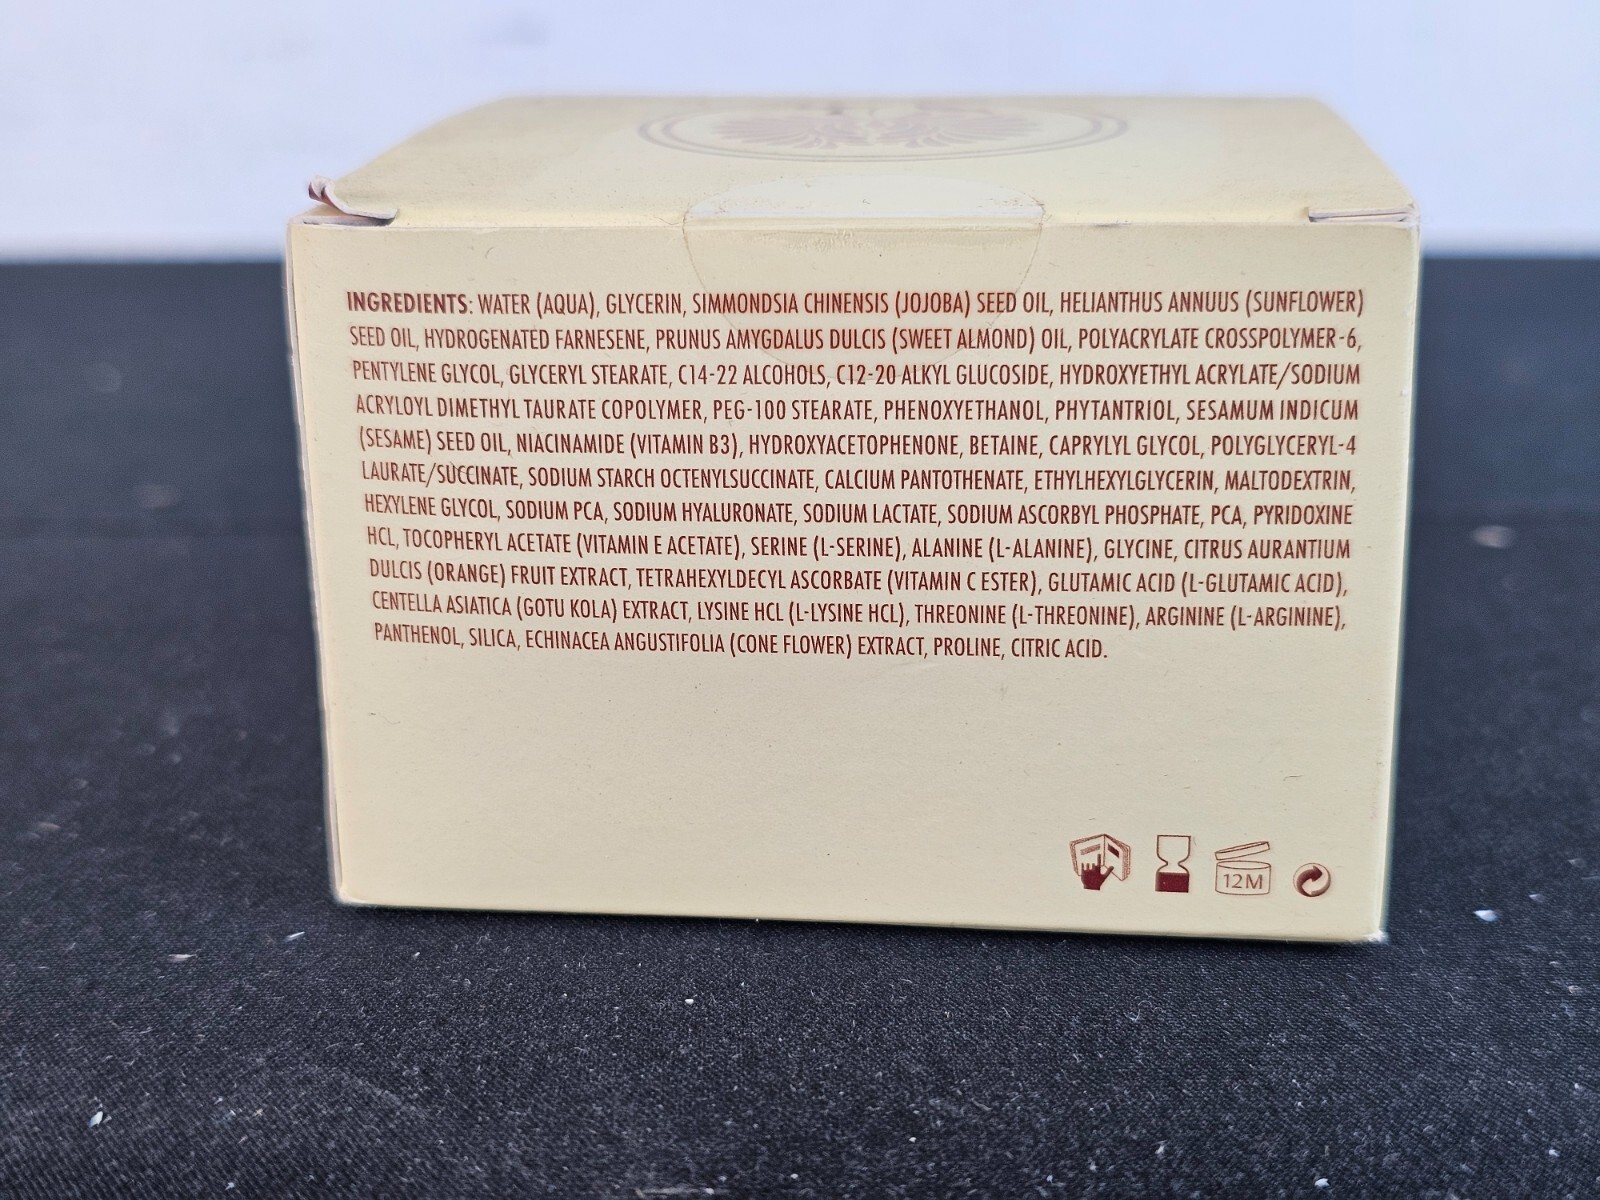 INGREDIENTS: WATER (AQUA), GLYCERIN, SIMMONDSIA CHINENSIS (JOJOBA) SEED OIL, HELIANTHUS ANNUUS (SUNFLOWER)
SEED OIL, HYDROGENATED FARNESENE, PRUNUS AMYGDALUS DULCIS (SWEET ALMOND) OIL, POLYACRYLATE CROSSPOLYMER-6,
PENTYLENE GLYCOL, GLYCERYL STEARATE, C14-22 ALCOHOLS, C12-20 ALKYL GLUCOSIDE, HYDROXYETHYL ACRYLATE/SODIUM
ACRYLOYL DIMETHYL TAURATE COPOLYMER, PEG-100 STEARATE, PHENOXYETHANOL, PHYTANTRIOL, SESAMUM INDICUM
(SESAME) SEED OIL, NIACINAMIDE (VITAMIN B3), HYDROXYACETOPHENONE, BETAINE, CAPRYLYL GLYCOL, POLYGLYCERYL-4
LAURATE/SUCCINATE, SODIUM STARCH OCTENYLSUCCINATE, CALCIUM PANTOTHENATE, ETHYLHEXYLGLYCERIN, MALTODEXTRIN,
HEXYLENE GLYCOL, SODIUM PCA, SODIUM HYALURONATE, SODIUM LACTATE, SODIUM ASCORBYL PHOSPHATE, PCA, PYRIDOXINE
HCL, TOCOPHERYL ACETATE (VITAMIN E ACETATE), SERINE (L-SERINE), ALANINE (L-ALANINE), GLYCINE, CITRUS AURANTIUM
DULCIS (ORANGE) FRUIT EXTRACT, TETRAHEXYLDECYL ASCORBATE (VITAMIN C ESTER), GLUTAMIC ACID (L-GLUTAMIC ACID),
CENTELLA ASIATICA (GOTU KOLA) EXTRACT, LYSINE HCL (L-LYSINE HCL), THREONINE (L-THREONINE), ARGININE (L-ARGININE),
PANTHENOL, SILICA, ECHINACEA ANGUSTIFOLIA (CONE FLOWER) EXTRACT, PROLINE, CITRIC ACID.
12M